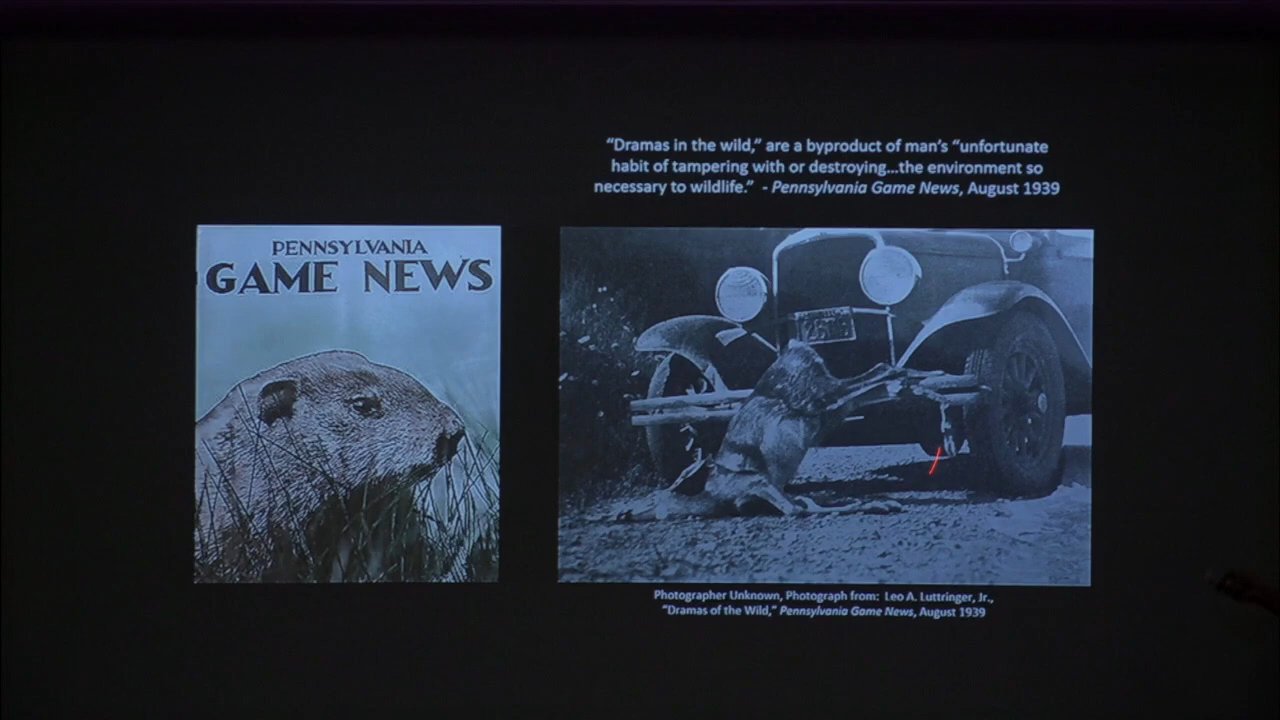 “Dramas in the wild,” are a byproduct of man’s “unfortunate
habit of tampering with or destroying…the environment so
necessary to wildlife.” - Pennsylvania Game News, August 1939
PENNSYLVANIA
GAME NEWS
Photographer Unknown, Photograph from: Leo A. Luttringer, Jr.,
“Dramas of the Wild,” Pennsylvania Game News, August 1939